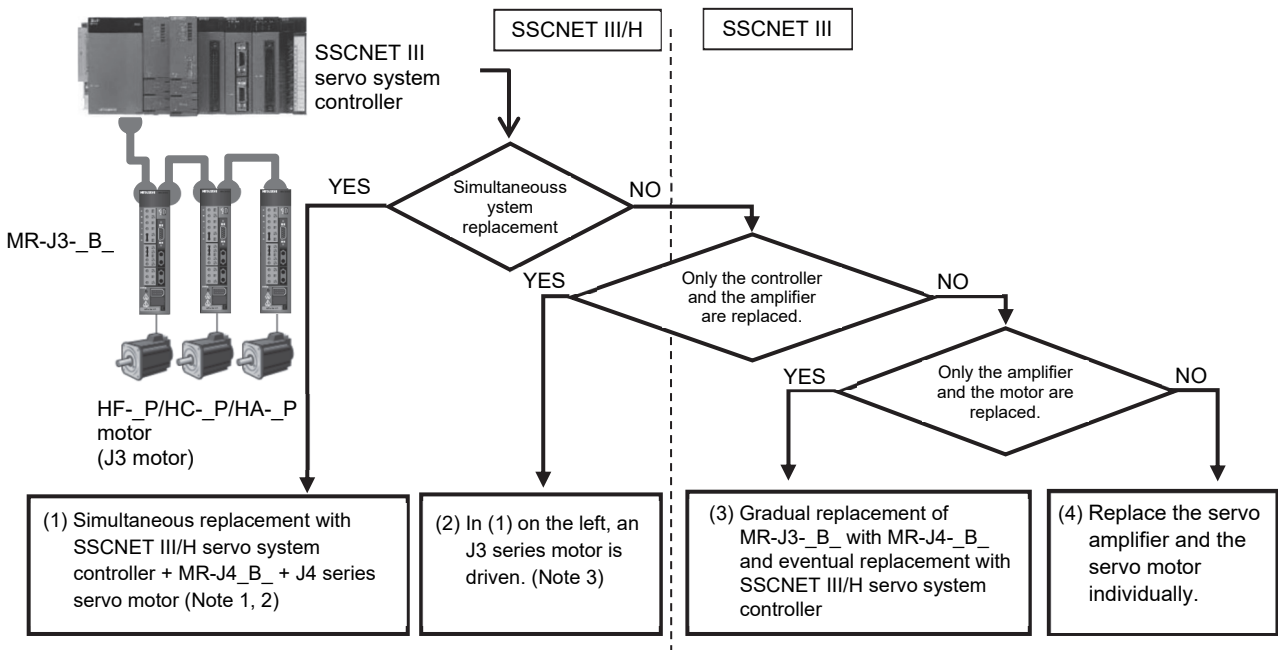 SSCNET III/H
SSCNET III
SSCNET III
servo system
controller
YES
Simultaneouss
ystem
replacement
NO
MR-J3-_B_
YES
Only the controller
and the amplifier
are replaced.
NO
YES
Only the amplifier
and the motor are
replaced.
NO
HF-_P/HC-_P/HA-_P
motor
(J3 motor)
(1) Simultaneous replacement with
SSCNET III/H servo system
controller + MR-J4_B_ + J4 series
servo motor (Note 1, 2)
(2) In (1) on the left, an
J3 series motor is
driven. (Note 3)
(3) Gradual replacement of
MR-J3-_B_ with MR-J4-_B_
and eventual replacement with
SSCNET III/H servo system
controller
(4) Replace the servo
amplifier and the
servo motor
individually.